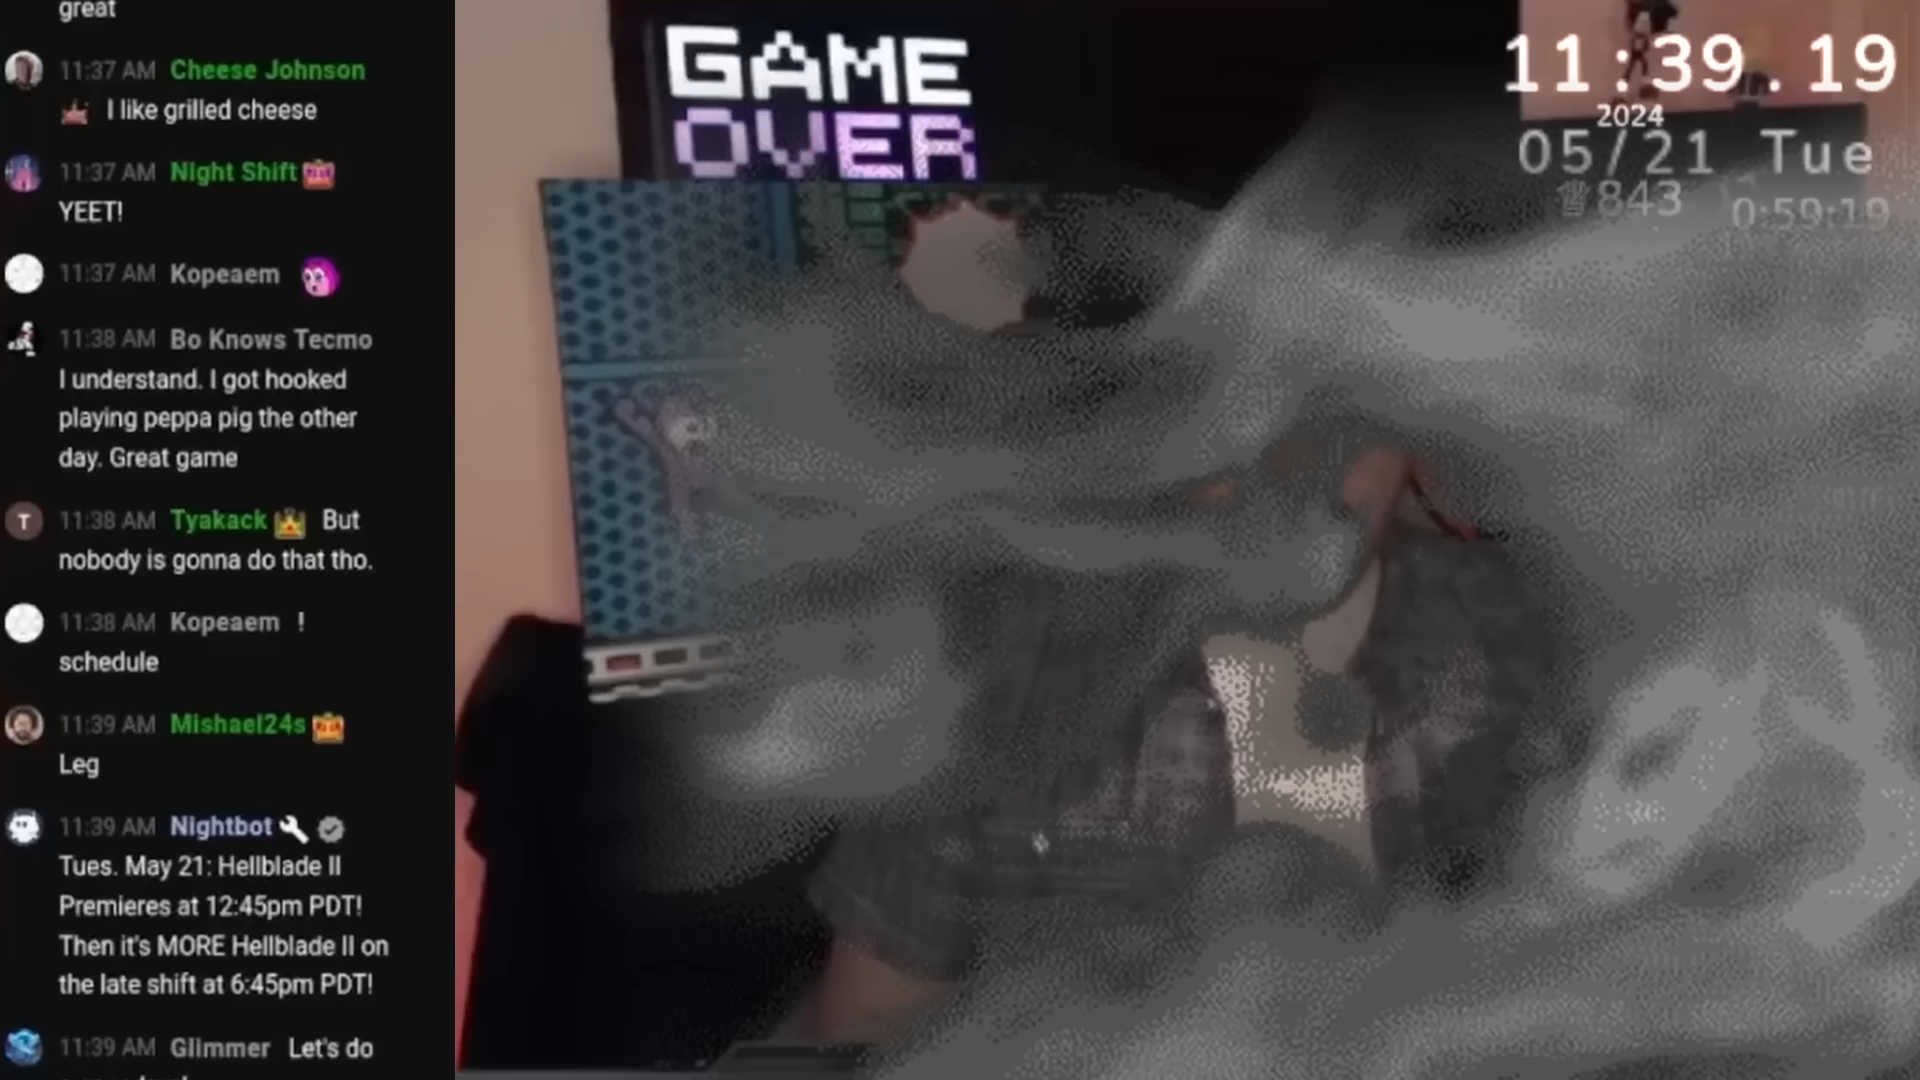 great
11:37 AM Cheese Johnson
I like grilled cheese
11:37 AM Night Shift
YEET!
11:37 AM Kopeaem
11:38 AM Bo Knows Tecmo
I understand. I got hooked
playing peppa pig the other
day. Great game
11:38 AM Tyakack But
nobody is gonna do that tho.
11:38 AM Kopeaem !
schedule
11:39 AM Mishael24s
Leg
11:39 AM Nightbot
Tues. May 21: Hellblade II
Premieres at 12:45pm PDT!
Then it's MORE Hellblade II on
the late shift at 6:45pm PDT!
11:39 AM Glimmer Let's do
GAME
OVER
11:39.19
2024
05/21 Tue
843
0:59:19
T